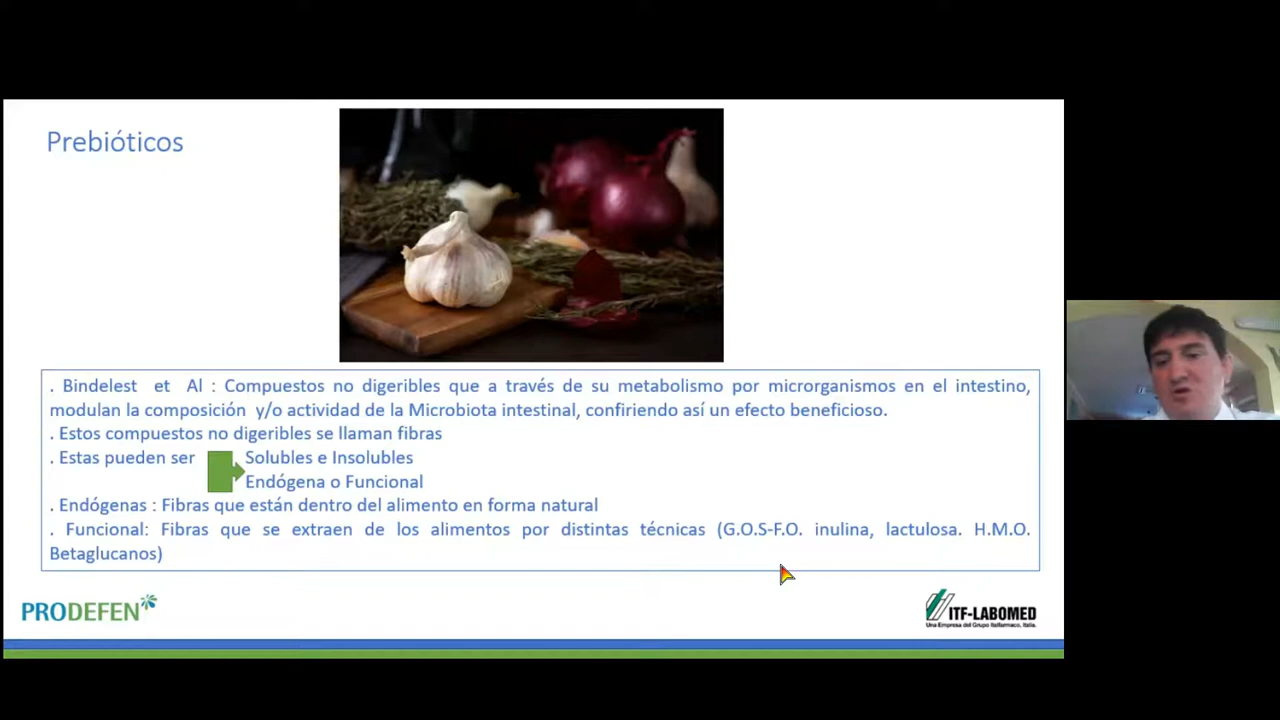 Prebióticos
. Bindelest et Al : Compuestos no digeribles que a través de su metabolismo por microrganismos en el intestino,
modulan la composición y/o actividad de la Microbiota intestinal, confiriendo así un efecto beneficioso.
. Estos compuestos no digeribles se llaman fibras
. Estas pueden ser Solubles e Insolubles
Endógena o Funcional
. Endógenas : Fibras que están dentro del alimento en forma natural
. Funcional: Fibras que se extraen de los alimentos por distintas técnicas (G.O.S-F.O. inulina, lactulosa. H.M.O.
Betaglucanos)
PRODEFEN
ITF-LABOMED
Una Empresa del Grupo Italfarmaco, Italia.